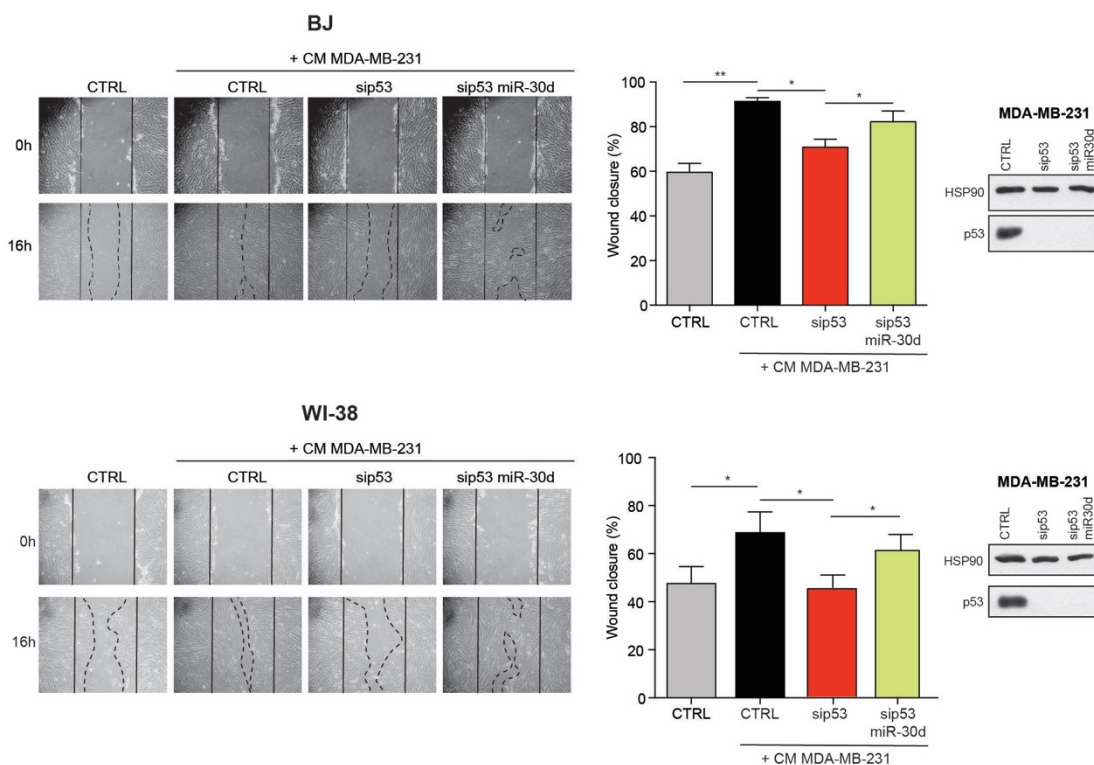 BJ
+ CM MDA-MB-231
CTRL CTRL sip53 sip53 miR-30d
0h
16h
Wound closure (%)
100
80
60
40
20
0
** * *
CTRL CTRL sip53 sip53
miR-30d
+ CM MDA-MB-231
MDA-MB-231
CTRL
sip53
sip53
miR30d
HSP90
p53
WI-38
+ CM MDA-MB-231
CTRL CTRL sip53 sip53 miR-30d
0h
16h
Wound closure (%)
100
80
60
40
20
0
* * *
CTRL CTRL sip53 sip53
miR-30d
+ CM MDA-MB-231
MDA-MB-231
CTRL
sip53
sip53
miR30d
HSP90
p53